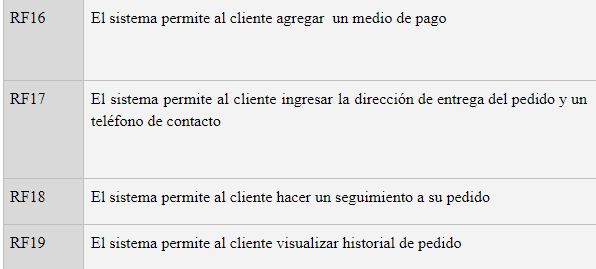 RF16 El sistema permite al cliente agregar  un medio de pago
RF17 El sistema permite al cliente ingresar la dirección de entrega del pedido y un
teléfono de contacto
RF18 El sistema permite al cliente hacer un seguimiento a su pedido
RF19 El sistema permite al cliente visualizar historial de pedido